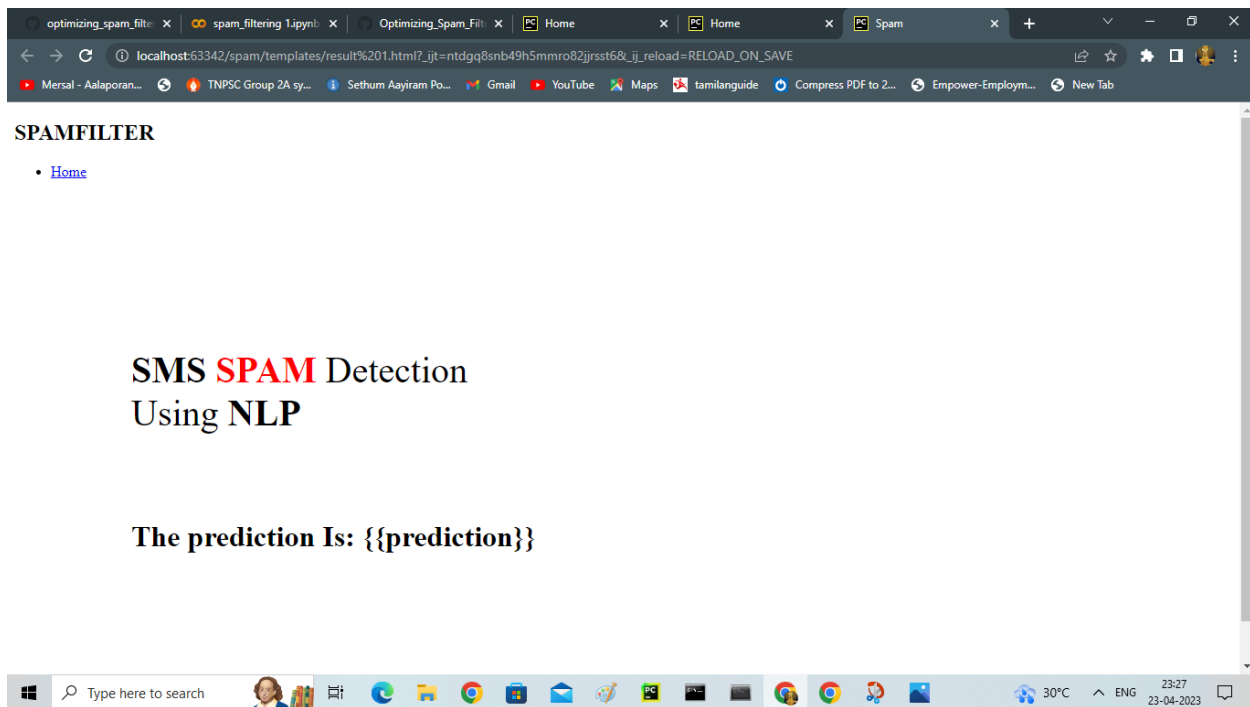 optimizing_spam_filte
spam_filtering 1.ipynb
Optimizing_Spam_Filt
Home
Home
Spam
localhost:63342/spam/templates/result%201.html?_ijt=ntdgq8snb49h5mmro82jjrsst6&_ij_reload=RELOAD_ON_SAVE
Mersal - Aalaporan...
TNPSC Group 2A sy...
Sethum Aayiram Po...
Gmail
YouTube
Maps
tamilanguide
Compress PDF to 2...
Empower-Employm...
New Tab
SPAMFILTER
• Home
SMS SPAM Detection
Using NLP
The prediction Is: {{prediction}}
Type here to search
30°C
ENG
23:27
23-04-2023